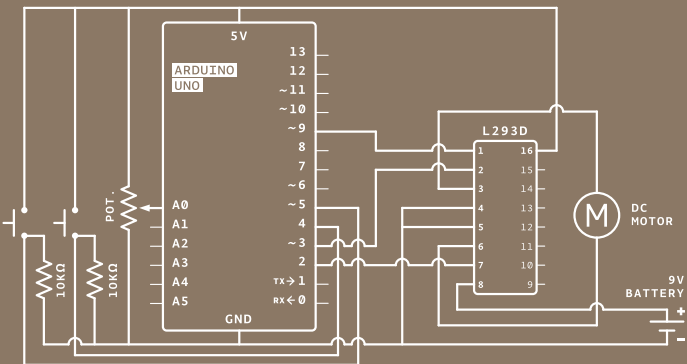 5V
ARDUINO
UNO
13
12
~11
~10
~9
8
7
~6
~5
4
~3
2
TX→1
RX←0
A0
A1
A2
A3
A4
A5
GND
POT.
10KΩ
10KΩ
L293D
1 16
2 15
3 14
4 13
5 12
6 11
7 10
8 9
M
DC
MOTOR
9V
BATTERY
+
-